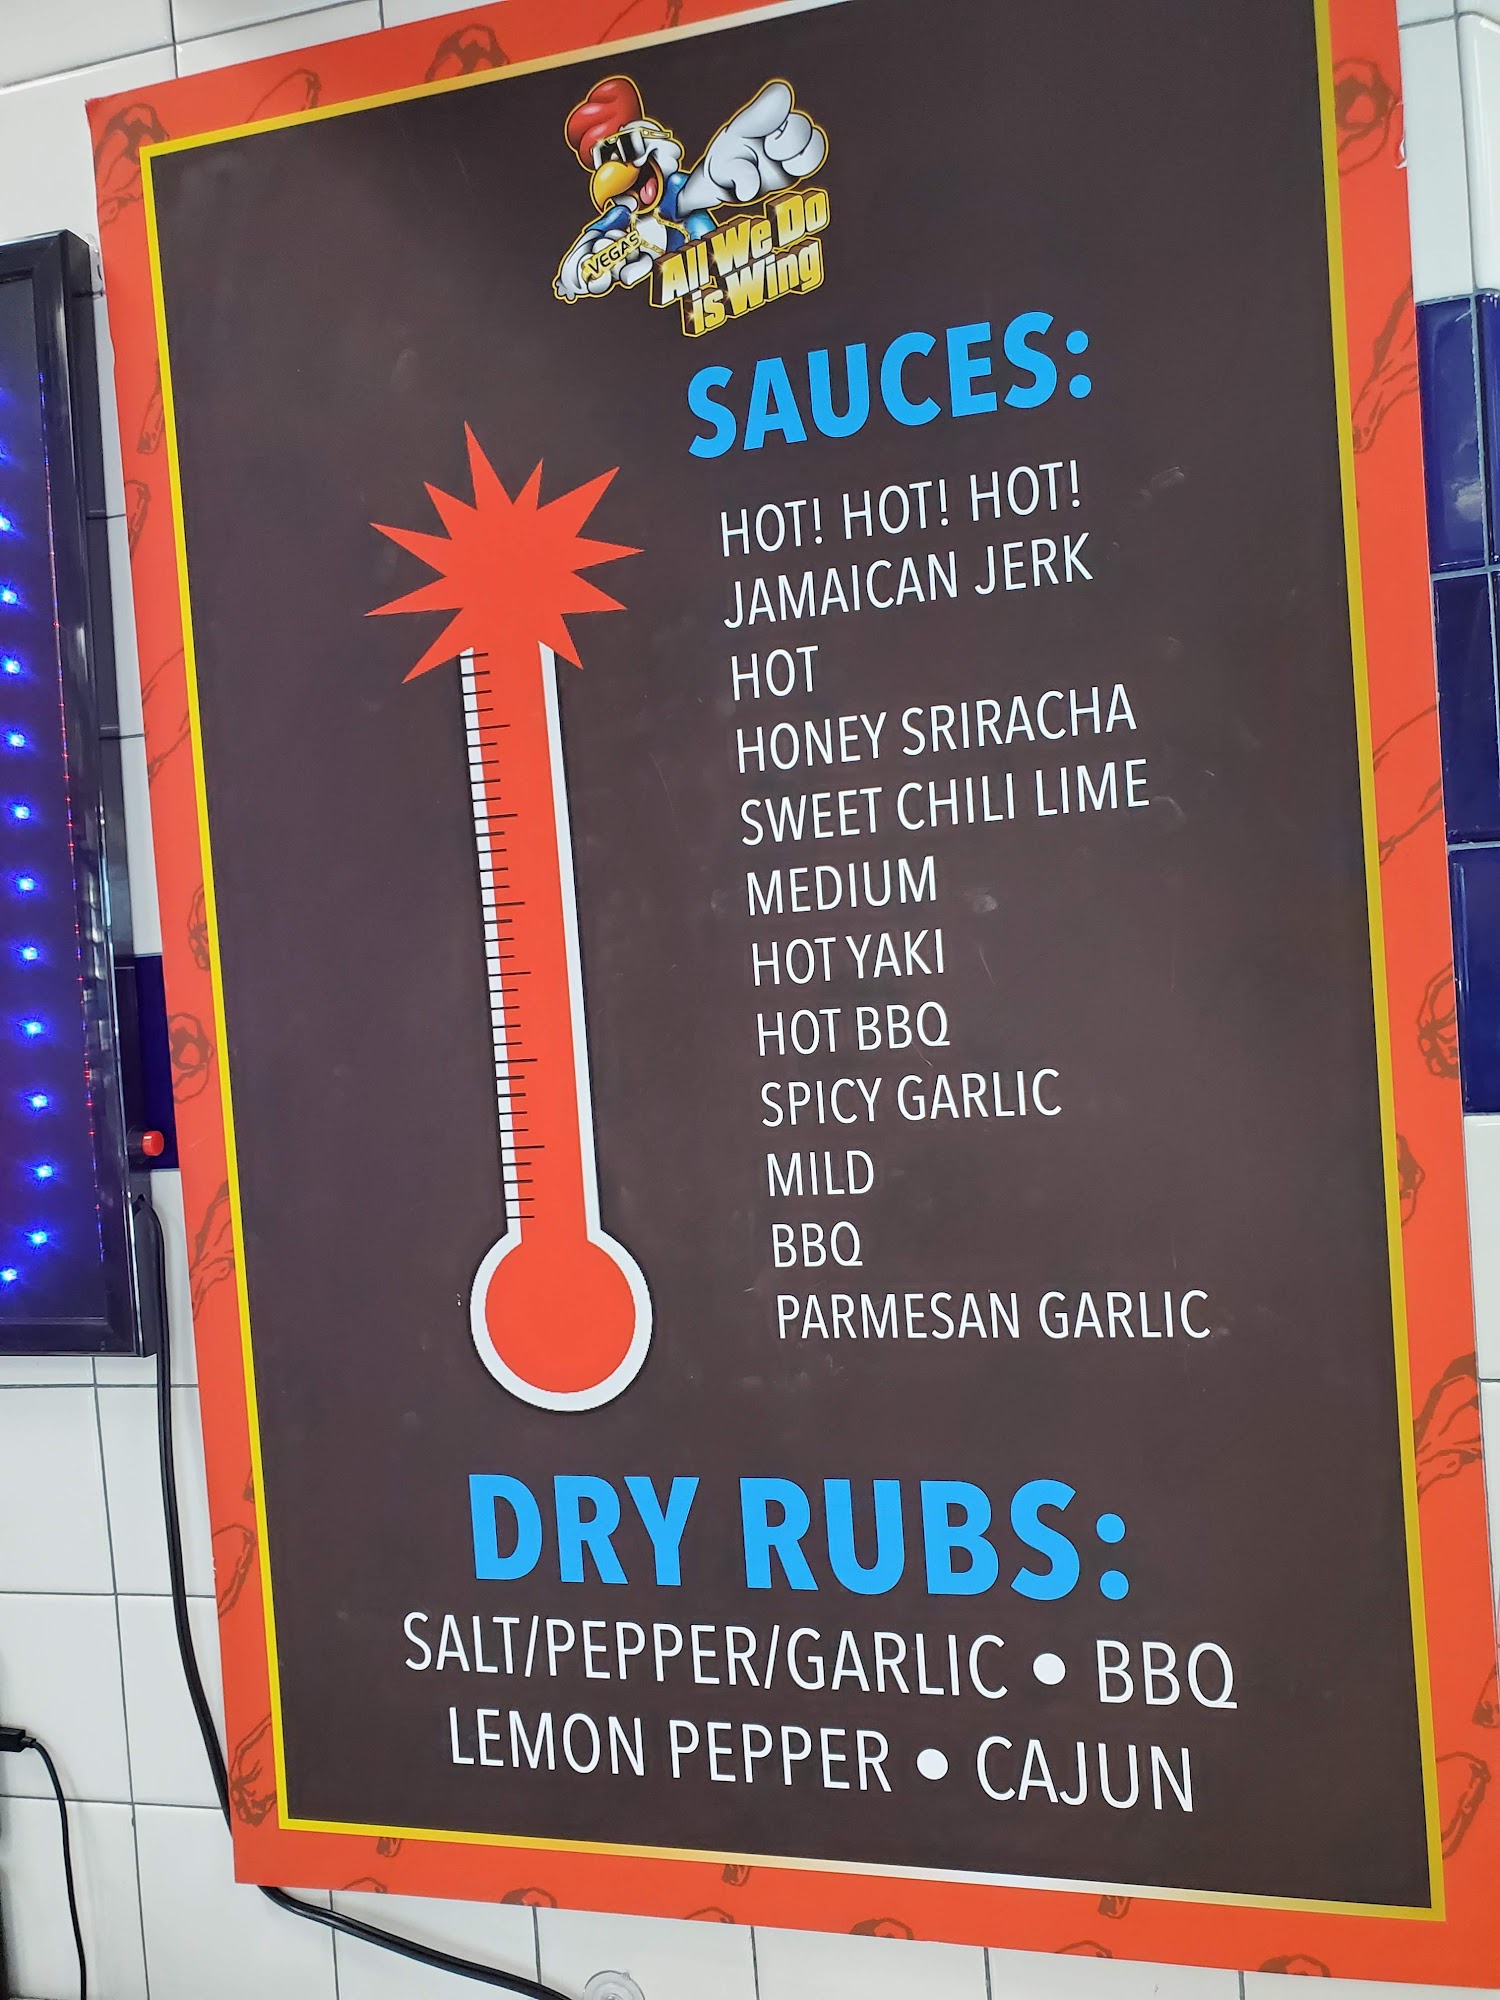 VEGAS
All We Do
is Wing
SAUCES:
HOT! HOT! HOT!
JAMAICAN JERK
HOT
HONEY SRIRACHA
SWEET CHILI LIME
MEDIUM
HOT YAKI
HOT BBQ
SPICY GARLIC
MILD
BBQ
PARMESAN GARLIC
DRY RUBS:
SALT/PEPPER/GARLIC • BBQ
LEMON PEPPER • CAJUN